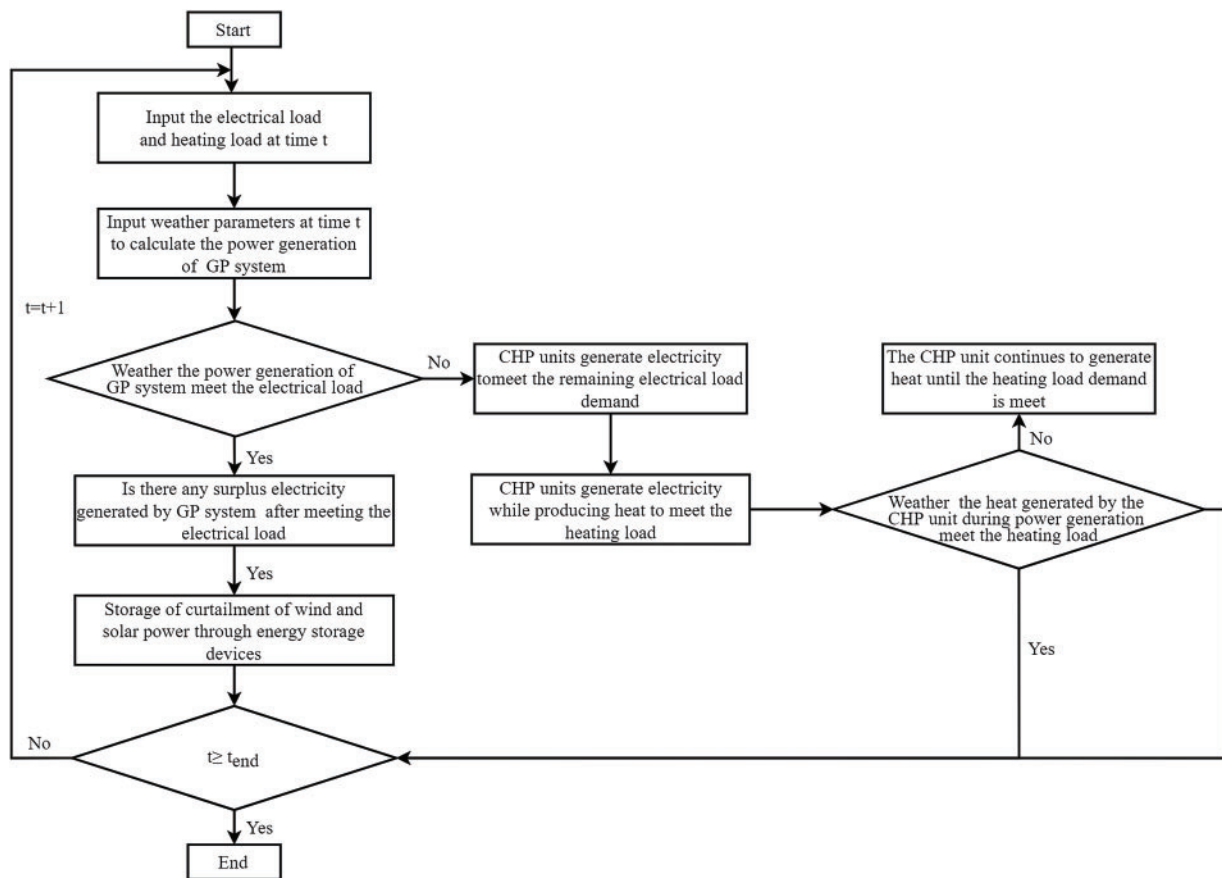 Start
Input the electrical load
and heating load at time t
Input weather parameters at time t
to calculate the power generation
of GP system
t=t+1
Weather the power generation of
GP system meet the electrical load
No
CHP units generate electricity
tomeet the remaining electrical load
demand
The CHP unit continues to generate
heat until the heating load demand
is meet
No
Yes
Is there any surplus electricity
generated by GP system after meeting the
electrical load
CHP units generate electricity
while producing heat to meet the
heating load
Weather the heat generated by the
CHP unit during power generation
meet the heating load
Yes
Storage of curtailment of wind and
solar power through energy storage
devices
Yes
No
t≥ tend
Yes
End